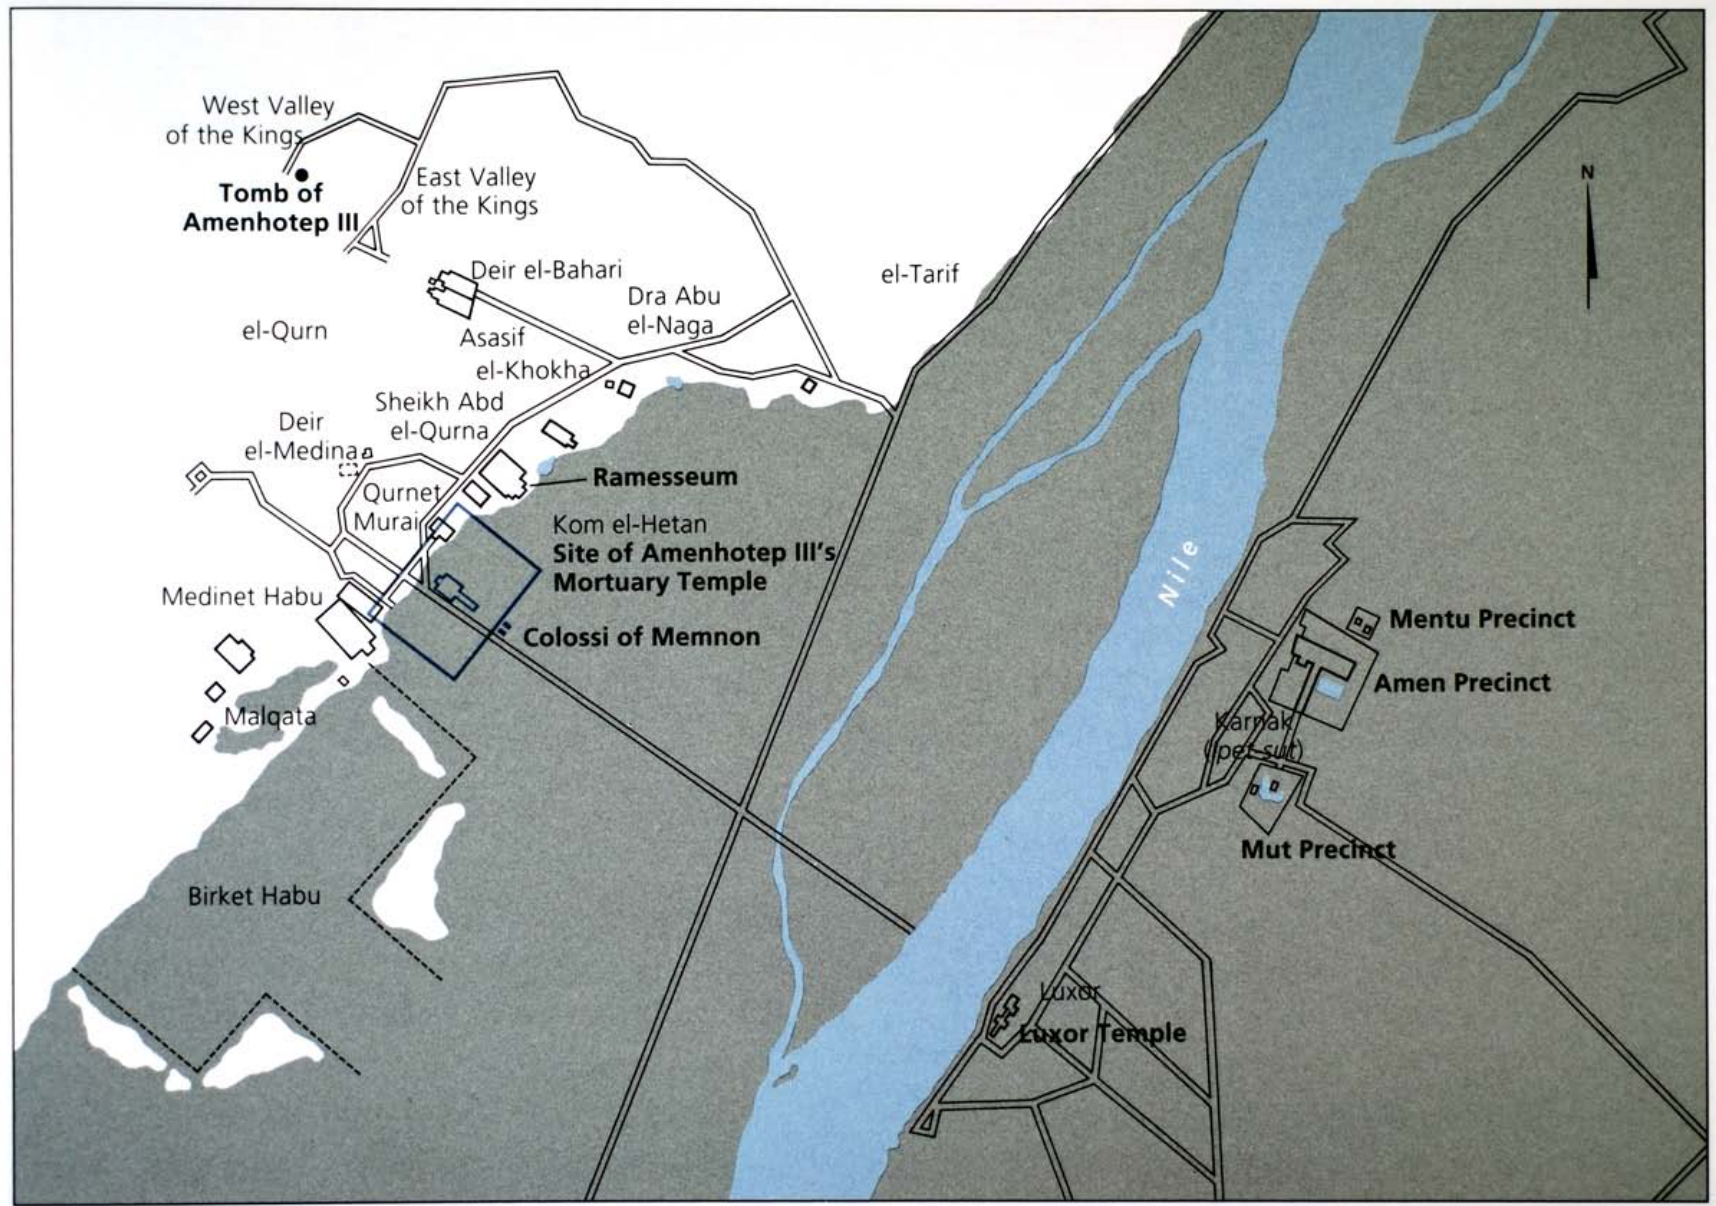 West Valley
of the Kings
Tomb of
Amenhotep III
East Valley
of the Kings
N
Deir el-Bahari
el-Tarif
Dra Abu
el-Naga
el-Qurn
Asasif
el-Khokha
Sheikh Abd
el-Qurna
Deir
el-Medina
Ramesseum
Qurnet
Murai
Kom el-Hetan
Site of Amenhotep III's
Mortuary Temple
Nile
Medinet Habu
Colossi of Memnon
Mentu Precinct
Amen Precinct
Malqata
Karnak
(Ipet-sut)
Mut Precinct
Birket Habu
Luxor
Luxor Temple